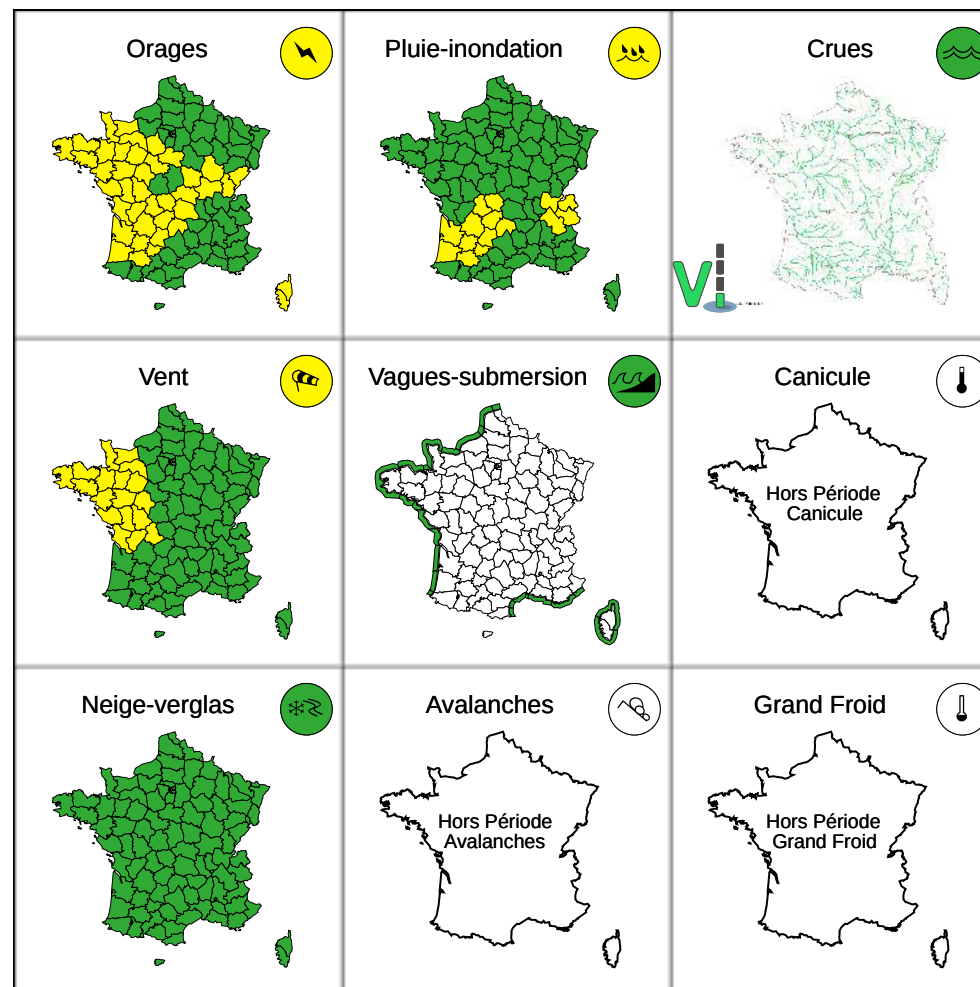 Orages
Pluie-inondation
Crues
Vent
Vagues-submersion
Canicule
Hors Période
Canicule
Neige-verglas
Avalanches
Grand Froid
Hors Période
Avalanches
Hors Période
Grand Froid